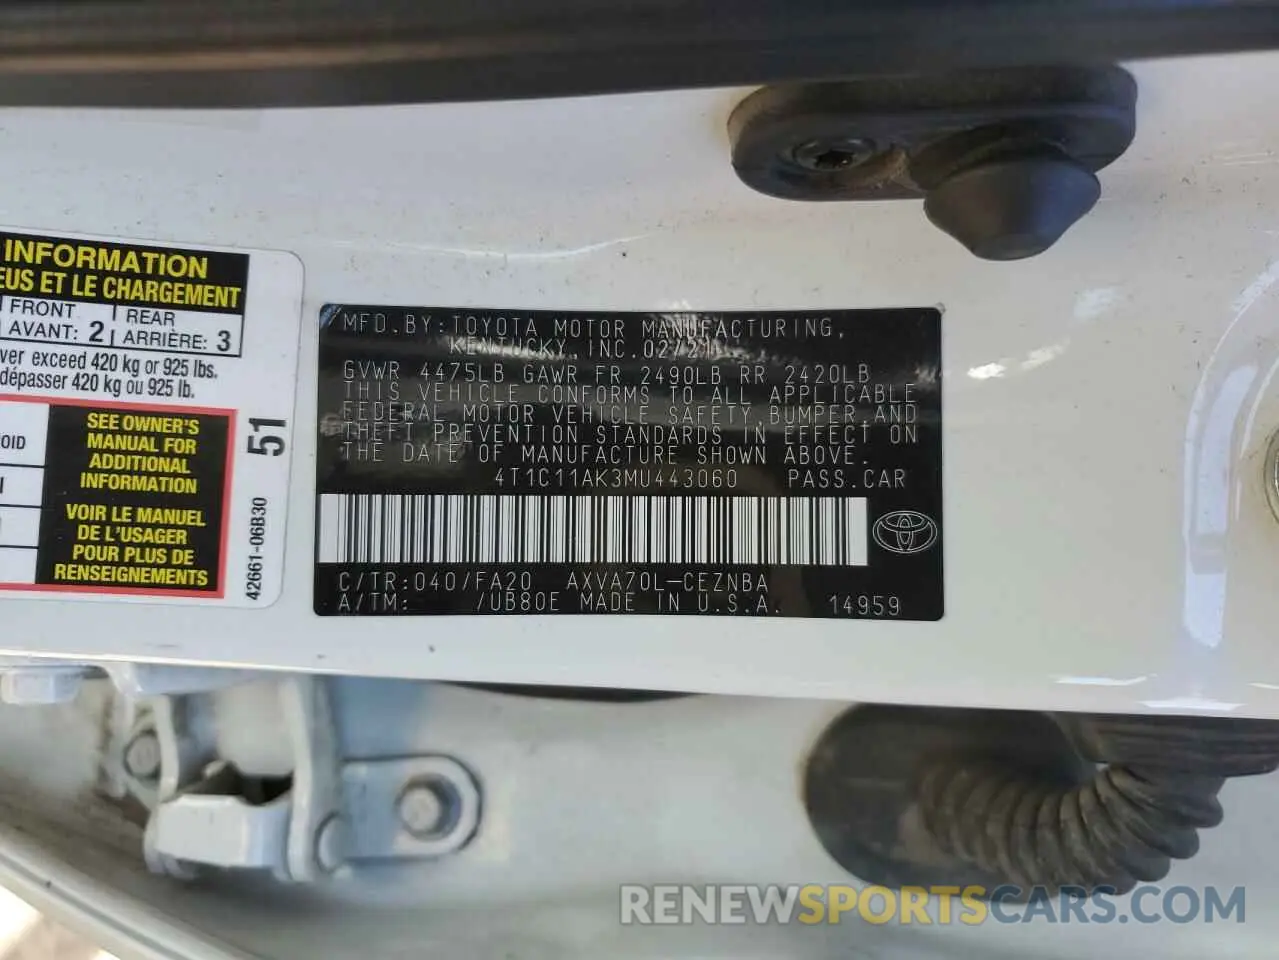 INFORMATION
EUS ET LE CHARGEMENT
FRONT
AVANT: 2
REAR
ARRIÈRE: 3
ver exceed 420 kg or 925 lbs.
dépasser 420 kg ou 925 lb.
OID
SEE OWNER'S
MANUAL FOR
ADDITIONAL
INFORMATION
VOIR LE MANUEL
DE L'USAGER
POUR PLUS DE
RENSEIGNEMENTS
51
42661-06B30
MFD.BY:TOYOTA MOTOR MANUFACTURING,
KENTUCKY, INC.02/21
GVWR 4475LB GAWR FR 2490LB RR 2420LB
THIS VEHICLE CONFORMS TO ALL APPLICABLE
FEDERAL MOTOR VEHICLE SAFETY,BUMPER,AND
THEFT PREVENTION STANDARDS IN EFFECT ON
THE DATE OF MANUFACTURE SHOWN ABOVE.
4T1C11AK3MU443060 PASS.CAR
C/TR:040/FA20 AXVA70L-CEZNBA
A/TM: /UB80E MADE IN U.S.A. 14959
RENEWSPORTSCARS.COM